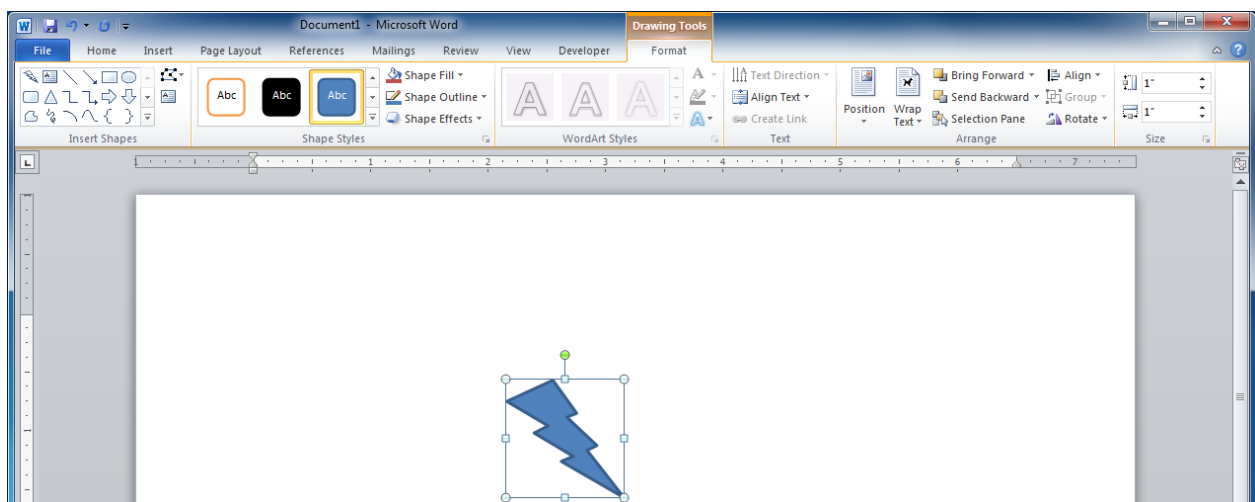 W Document1 - Microsoft Word Drawing Tools
File Home Insert Page Layout References Mailings Review View Developer Format
Abc Abc Abc
Shape Fill
Shape Outline
Shape Effects
A A A
A
A
Text Direction
Align Text
Create Link
Position
Wrap
Text
Bring Forward
Send Backward
Selection Pane
Align
Group
Rotate
1"
1"
Insert Shapes Shape Styles WordArt Styles Text Arrange Size
L 1 1 2 3 4 5 6 7
1